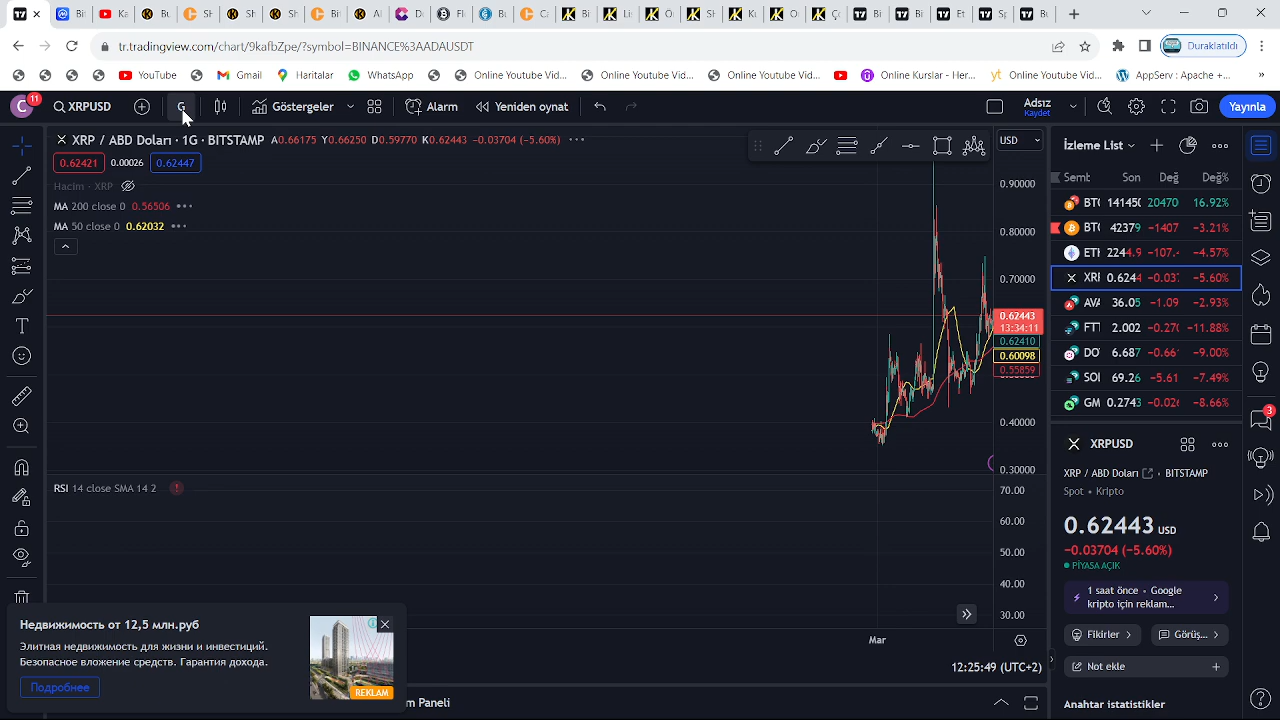 tr.tradingview.com/chart/9kafbZpe/?symbol=BINANCE%3AADAUSDT
Duraklatıldı
YouTube
Gmail
Haritalar
WhatsApp
Online Youtube Vid...
Online Youtube Vid...
Online Youtube Vid...
Online Kurslar - Her...
Online Youtube Vid...
AppServ : Apache +...
C 11
XRPUSD
G
Göstergeler
Alarm
Yeniden oynat
Adsız
Kaydet
Yayınla
XRP / ABD Doları · 1G · BITSTAMP A0.66175 Y0.66250 D0.59770 K0.62443 −0.03704 (−5.60%)
0.62421 0.00026 0.62447
Hacim · XRP
MA 200 close 0 0.56506
MA 50 close 0 0.62032
USD
0.90000
0.80000
0.70000
0.62443
13:34:11
0.62410
0.60098
0.55859
0.40000
0.30000
RSI 14 close SMA 14 2
70.00
60.00
50.00
40.00
30.00
Mar
12:25:49 (UTC+2)
İzleme List
Sem Son Değ Değ%
BTC 14145 20470 16.92%
BTC 42379 −1407 −3.21%
ETH 2244.9 −107. −4.57%
XRP 0.6244 −0.037 −5.60%
AVA 36.05 −1.09 −2.93%
FTT 2.002 −0.270 −11.88%
DO 6.687 −0.66 −9.00%
SOL 69.26 −5.61 −7.49%
GM 0.2743 −0.026 −8.66%
XRPUSD
XRP / ABD Doları · BITSTAMP
Spot • Kripto
0.62443 USD
−0.03704 (−5.60%)
PİYASA AÇIK
1 saat önce • Google
kripto için reklam...
Fikirler
Görüş...
Not ekle
Anahtar istatistikler
3
Недвижимость от 12,5 млн.руб
Элитная недвижимость для жизни и инвестиций.
Безопасное вложение средств. Гарантия дохода.
Подробнее
REKLAM
m Paneli